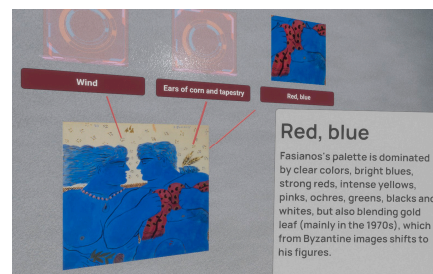 Wind
Ears of corn and tapestry
Red, blue
Red, blue
Fasianos's palette is dominated
by clear colors, bright blues,
strong reds, intense yellows,
pinks, ochres, greens, blacks and
whites, but also blending gold
leaf (mainly in the 1970s), which
from Byzantine images shifts to
his figures.